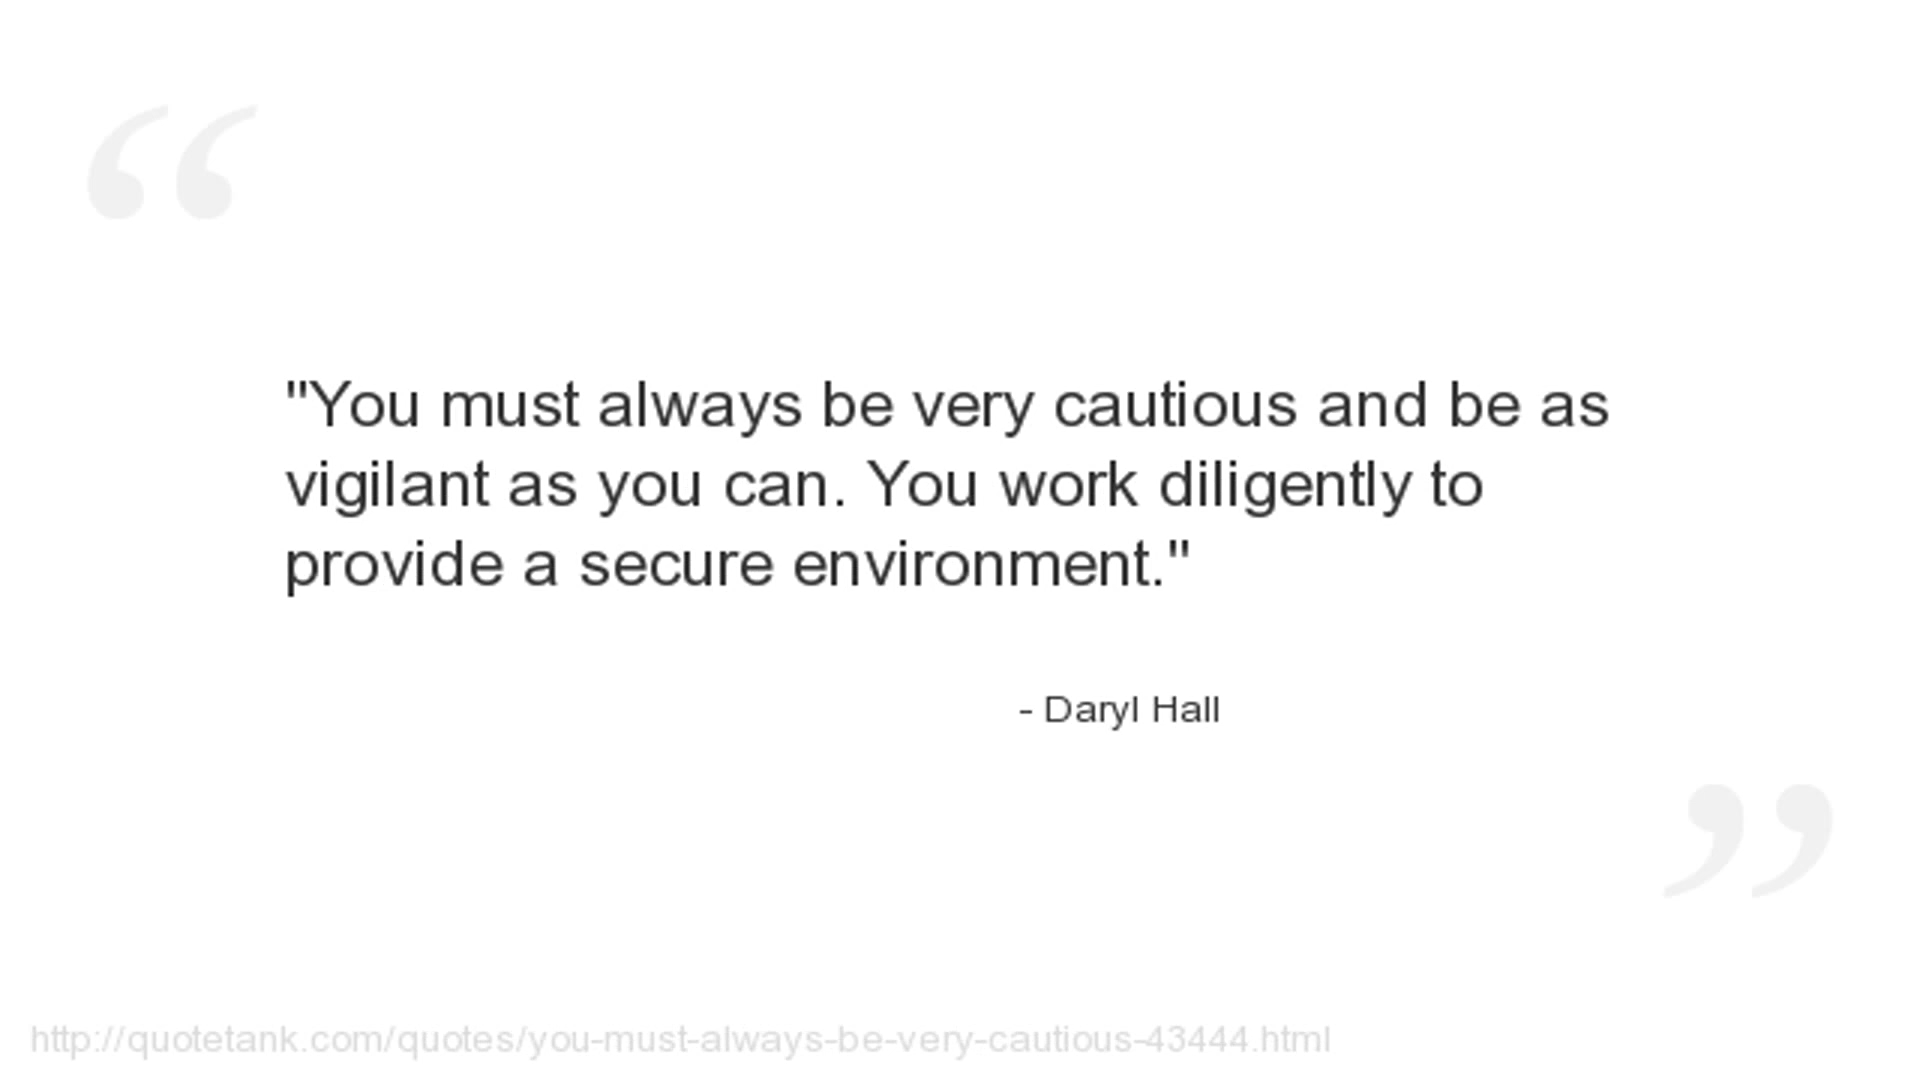 "You must always be very cautious and be as
vigilant as you can. You work diligently to
provide a secure environment."
- Daryl Hall
http://quotetank.com/quotes/you-must-always-be-very-cautious-43444.html